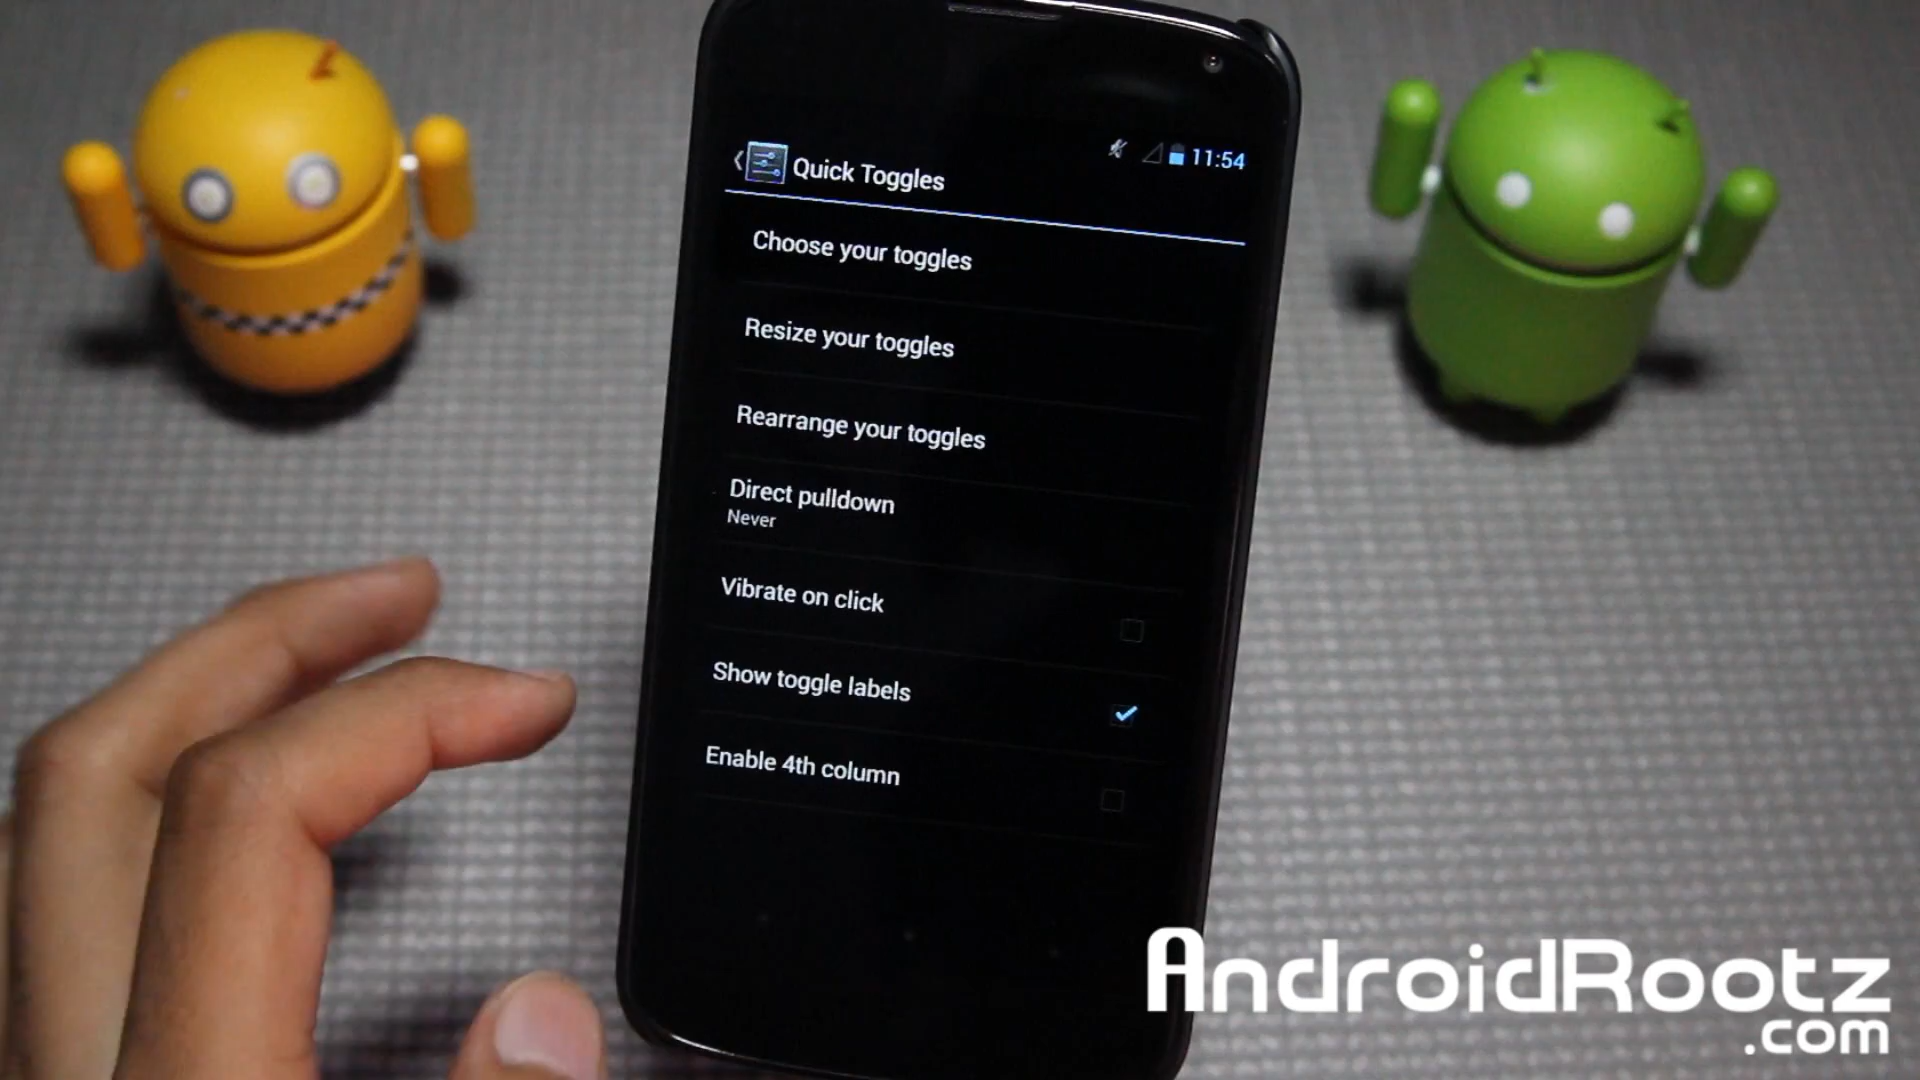 Quick Toggles
11:54
Choose your toggles
Resize your toggles
Rearrange your toggles
Direct pulldown
Never
Vibrate on click
Show toggle labels
Enable 4th column
AndroidRootz
.com